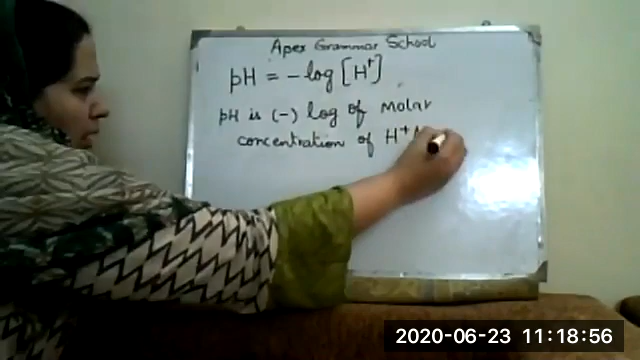 Apex Grammar School
pH = -log [H⁺]
pH is (-) log of Molar
concentration of H⁺
2020-06-23 11:18:56